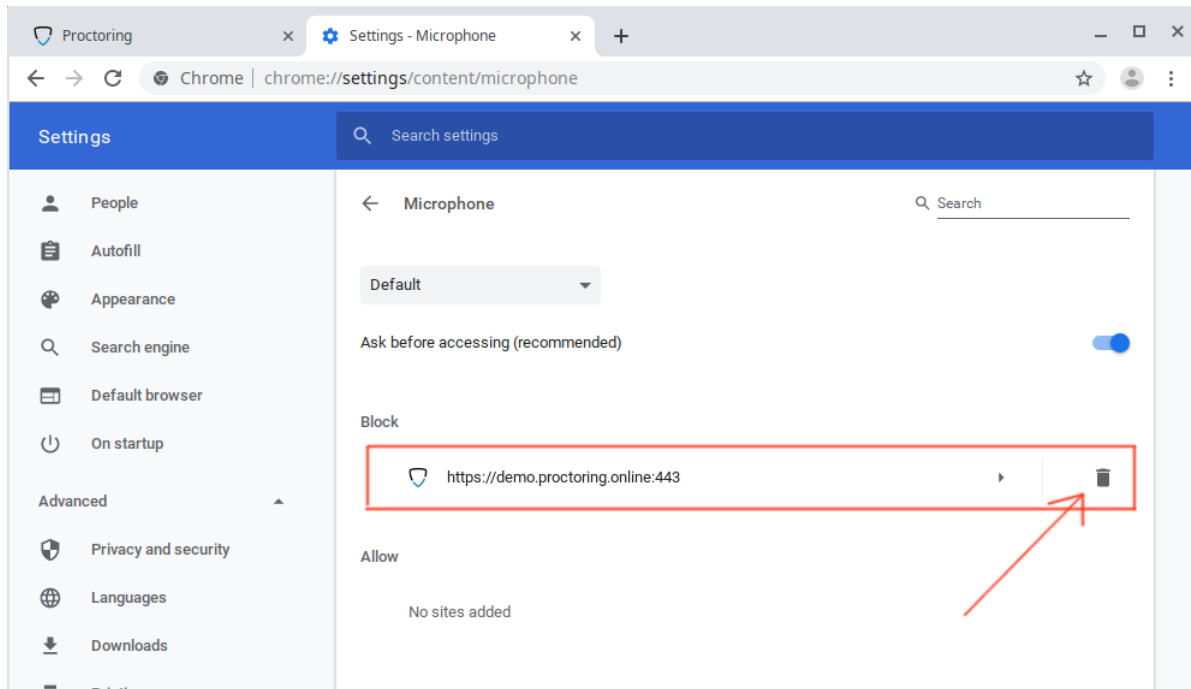 Proctoring
Settings - Microphone
Chrome chrome://settings/content/microphone
Settings
Search settings
People
Autofill
Appearance
Search engine
Default browser
On startup
Advanced
Privacy and security
Languages
Downloads
Microphone
Search
Default
Ask before accessing (recommended)
Block
https://demo.proctoring.online:443
Allow
No sites added